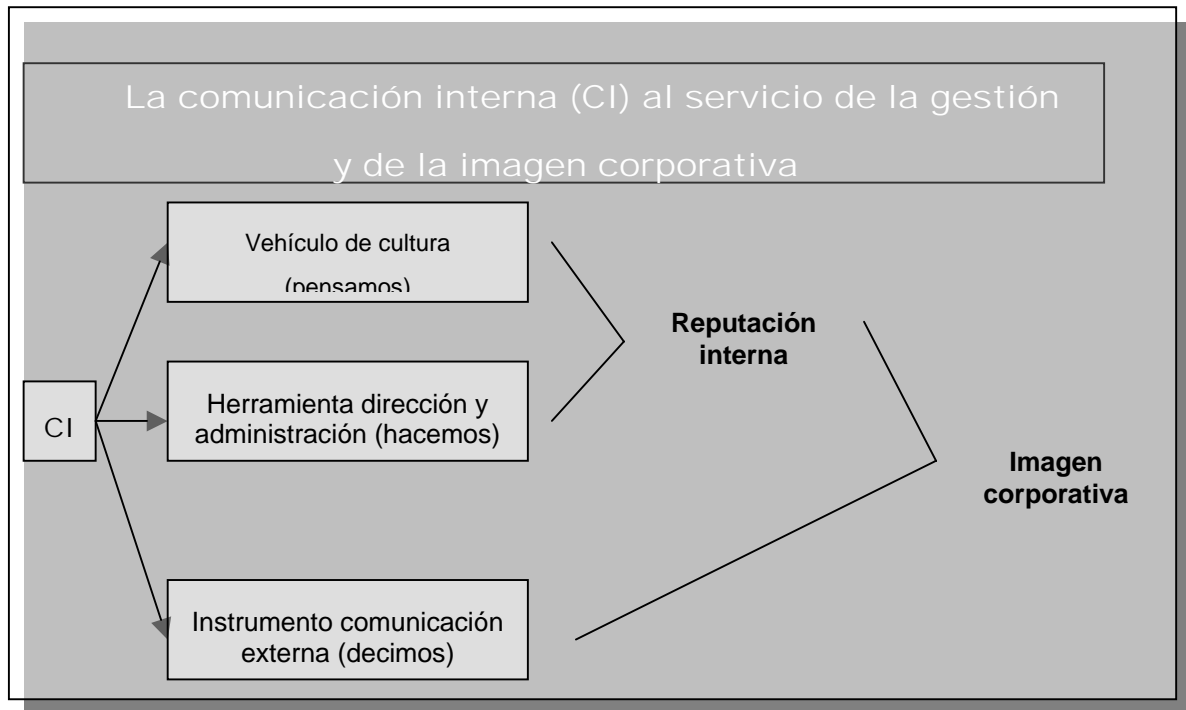 La comunicación interna (CI) al servicio de la gestión
y de la imagen corporativa
Vehículo de cultura
(pensamos)
Reputación
interna
Herramienta dirección y
administración (hacemos)
CI
Imagen
corporativa
Instrumento comunicación
externa (decimos)